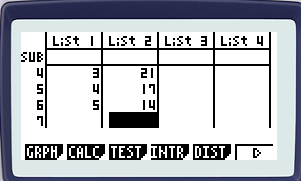 List 1 List 2 List 3 List 4
SUB
4 3 21
5 4 17
6 5 14
7
GRPH CALC TEST INTR DIST ▷